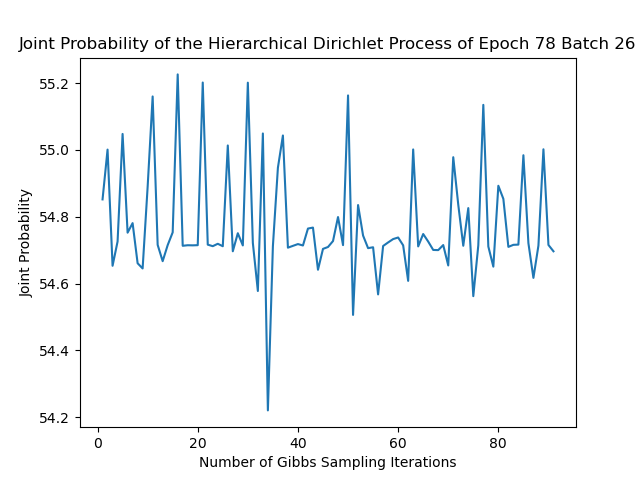 Joint Probability of the Hierarchical Dirichlet Process of Epoch 78 Batch 26
55.2
55.0
54.8
54.6
54.4
54.2
Joint Probability
0 20 40 60 80
Number of Gibbs Sampling Iterations